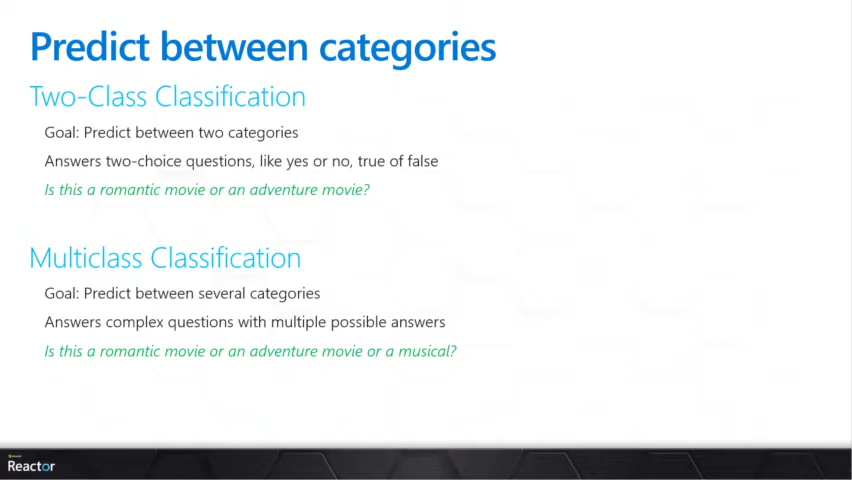 Predict between categories
Two-Class Classification
Goal: Predict between two categories
Answers two-choice questions, like yes or no, true of false
Is this a romantic movie or an adventure movie?
Multiclass Classification
Goal: Predict between several categories
Answers complex questions with multiple possible answers
Is this a romantic movie or an adventure movie or a musical?
Reactor